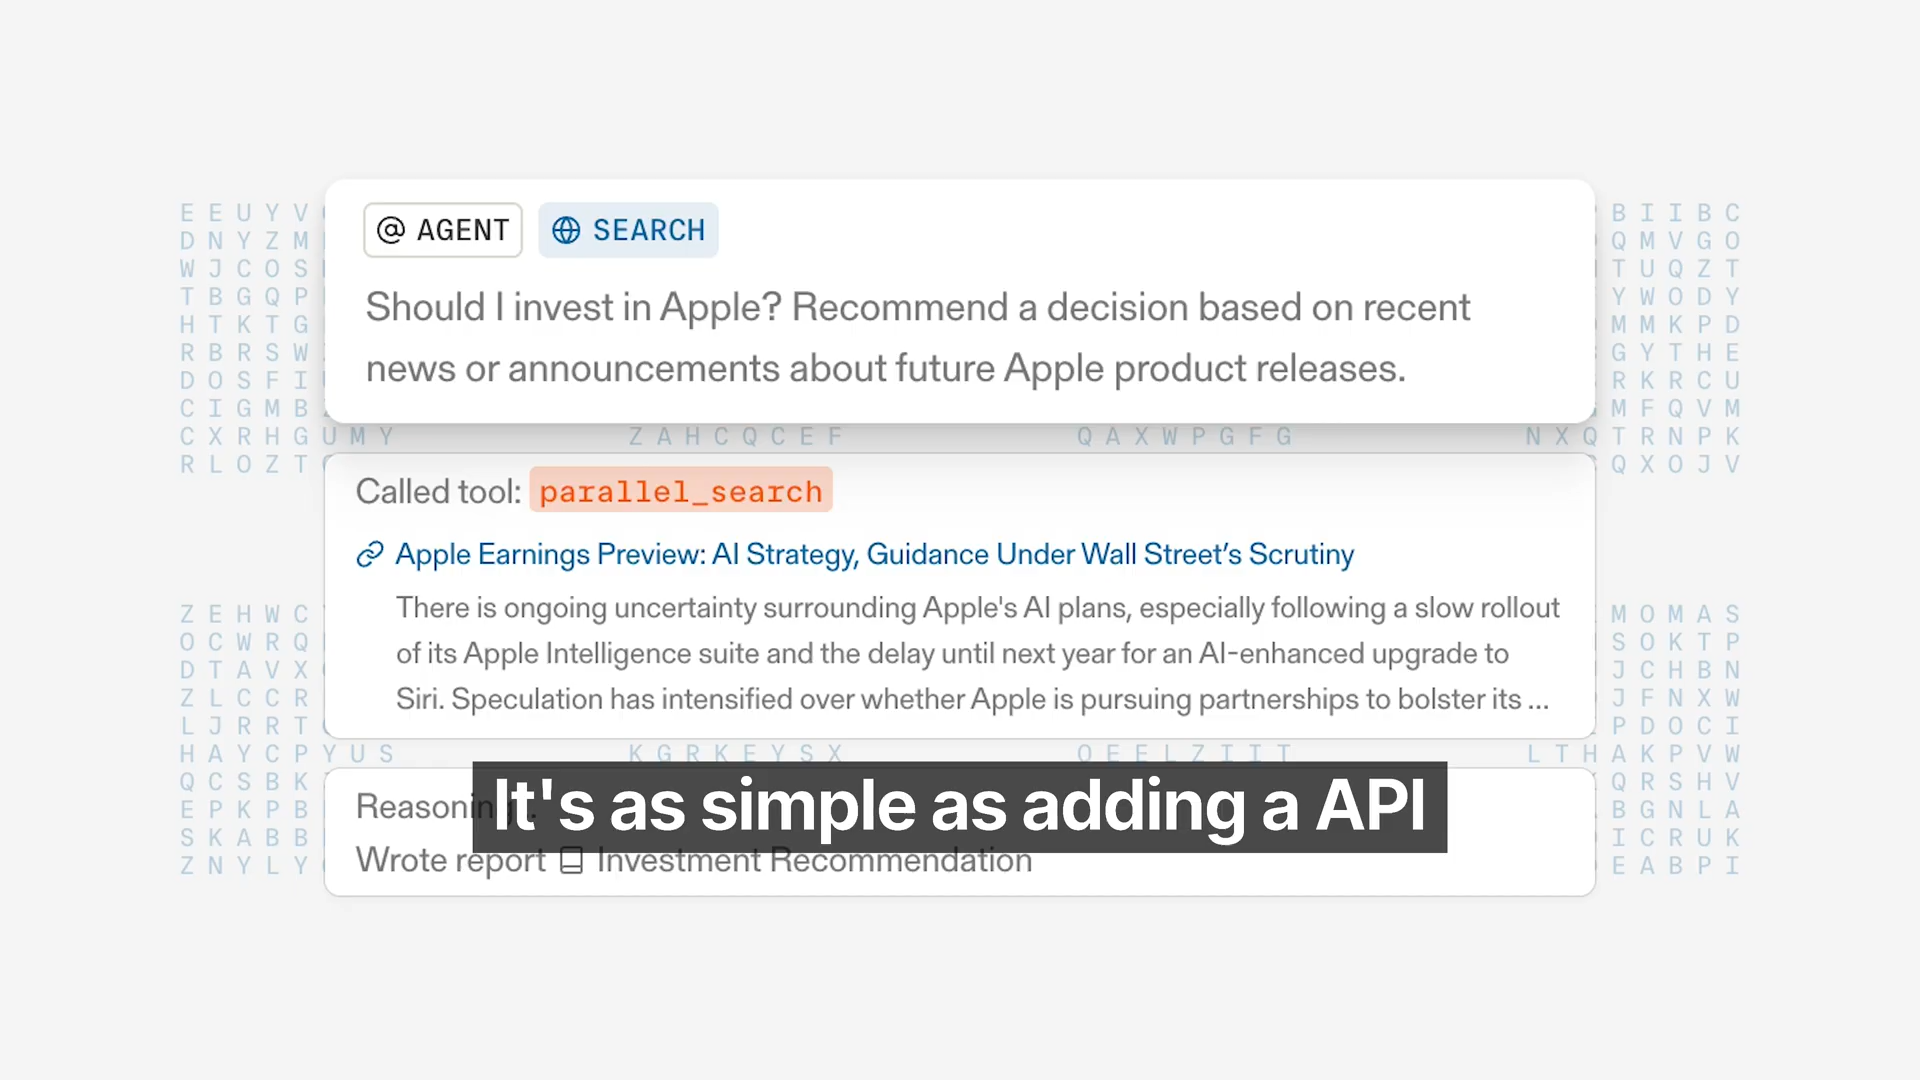 @ AGENT SEARCH
Should I invest in Apple? Recommend a decision based on recent
news or announcements about future Apple product releases.
Called tool: parallel_search
Apple Earnings Preview: AI Strategy, Guidance Under Wall Street’s Scrutiny
There is ongoing uncertainty surrounding Apple's AI plans, especially following a slow rollout
of its Apple Intelligence suite and the delay until next year for an AI-enhanced upgrade to
Siri. Speculation has intensified over whether Apple is pursuing partnerships to bolster its ...
Reasoning
It's as simple as adding a API
Wrote report Investment Recommendation
E E U Y V
D N Y Z M
W J C O S
T B G Q P
H T K T G
R B R S W
D O S F I
C I G M B
C X R H G U M Y Z A H C Q C E F Q A X W P G F G N X Q T R N P K
R L O Z T
B I I B C
Q M V G O
T U Q Z T
Y W O D Y
M M K P D
G Y T H E
R K R C U
M F Q V M
Q X O J V
Z E H W C
O C W R Q
D T A V X
Z L C C R
L J R R T
H A Y C P Y U S K G R K E Y S X O E E L Z I I T L T H A K P V W
Q C S B K
E P K P B
S K A B B
Z N Y L Y
M O M A S
S O K T P
J C H B N
J F N X W
P D O C I
Q R S H V
B G N L A
I C R U K
E A B P I